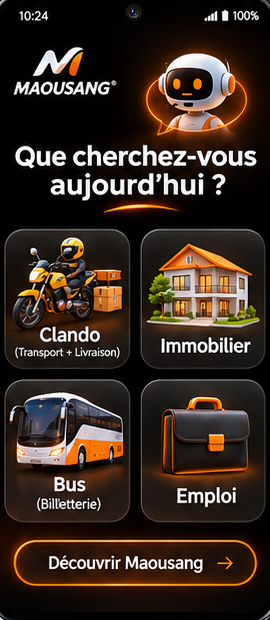 10:24
100%
MAOUSANG®
Que cherchez-vous
aujourd'hui ?
Clando
(Transport + Livraison)
Immobilier
Bus
(Billetterie)
Emploi
Découvrir Maousang →